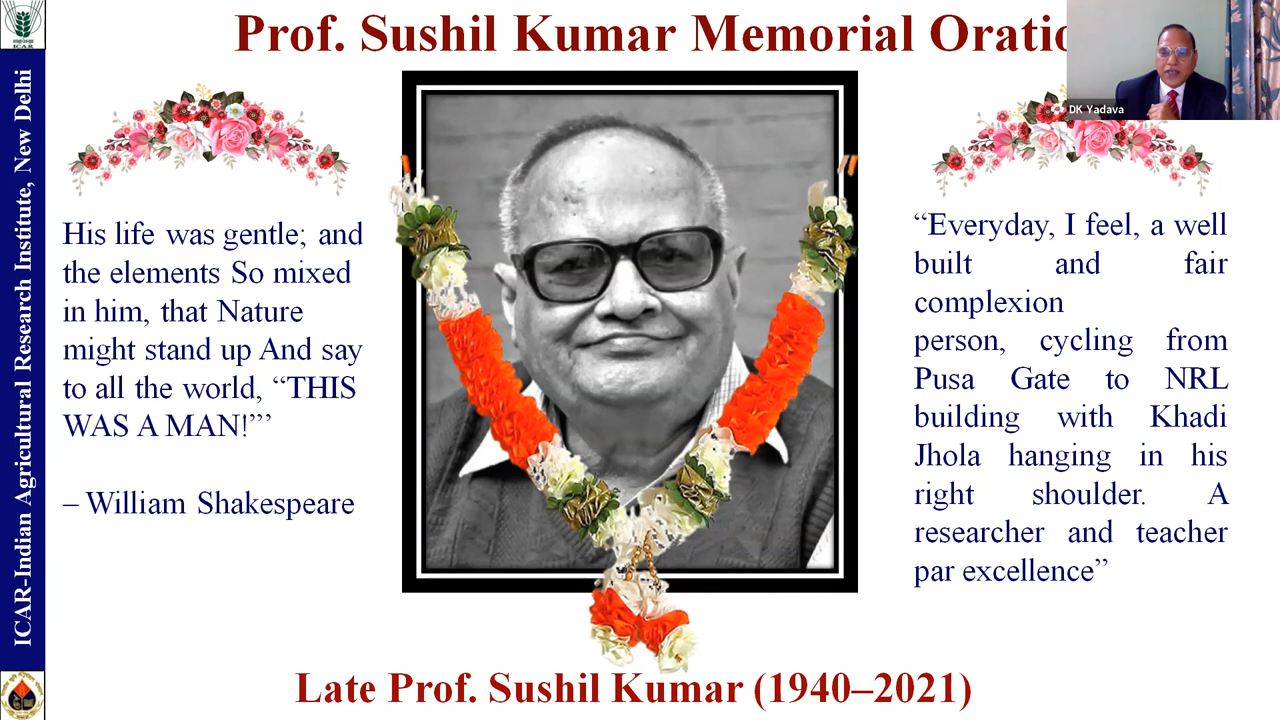 Prof. Sushil Kumar Memorial Oratio
DK Yadava
ICAR
ICAR-Indian Agricultural Research Institute, New Delhi
His life was gentle; and
the elements So mixed
in him, that Nature
might stand up And say
to all the world, “THIS
WAS A MAN!”’
– William Shakespeare
“Everyday, I feel, a well
built and fair
complexion
person, cycling from
Pusa Gate to NRL
building with Khadi
Jhola hanging in his
right shoulder. A
researcher and teacher
par excellence”
Late Prof. Sushil Kumar (1940–2021)